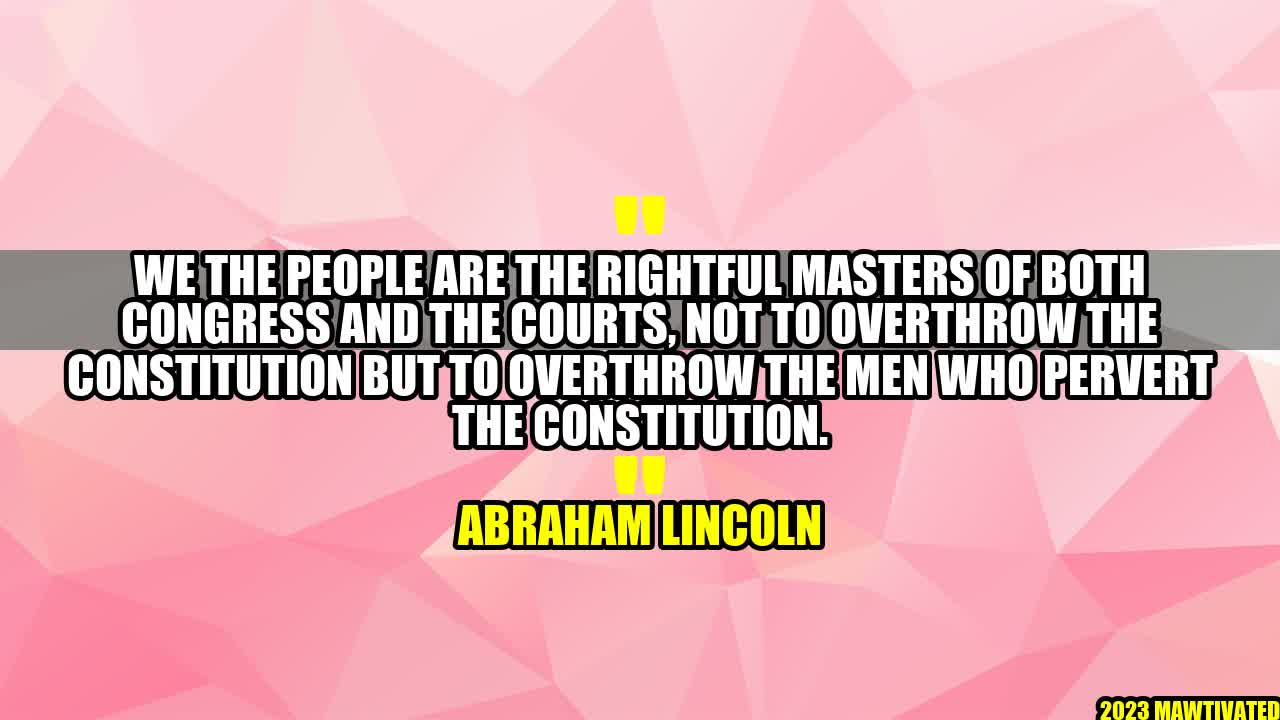 "
WE THE PEOPLE ARE THE RIGHTFUL MASTERS OF BOTH
CONGRESS AND THE COURTS, NOT TO OVERTHROW THE
CONSTITUTION BUT TO OVERTHROW THE MEN WHO PERVERT
THE CONSTITUTION.
"
ABRAHAM LINCOLN
2023 MAWTIVATED